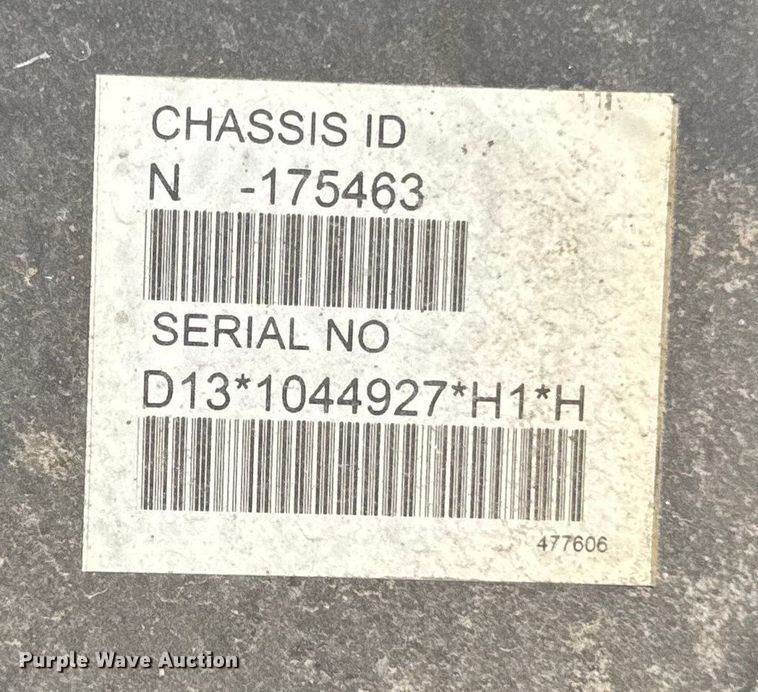 CHASSIS ID
N -175463
SERIAL NO
D13*1044927*H1*H
477606
Purple Wave Auction